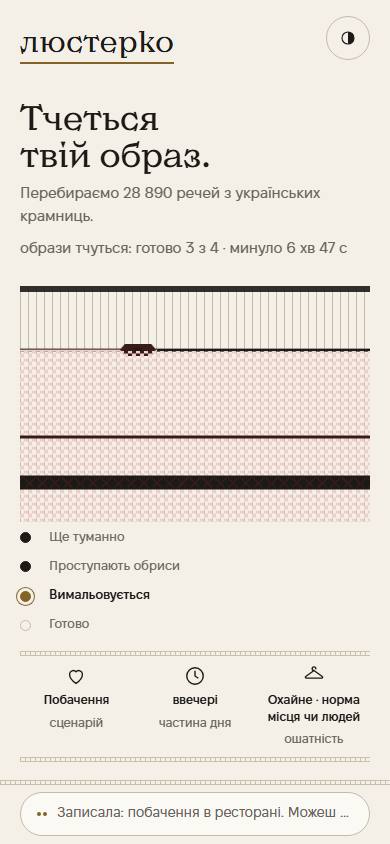 люстерко
Тчеться
твій образ.
Перебираємо 28 890 речей з українських
крамниць.
образи тчуться: готово 3 з 4 · минуло 6 хв 47 с
Ще туманно
Проступають обриси
Вимальовується
Готово
Побачення
сценарій
ввечері
частина дня
Охайне · норма
місця чи людей
ошатність
Записала: побачення в ресторані. Можеш ...